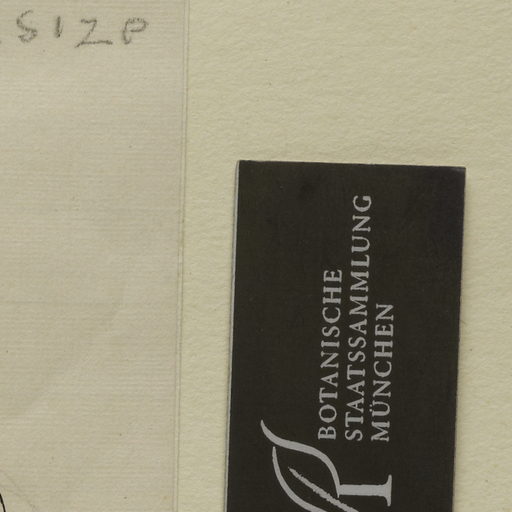 SIZE
BOTANISCHE
STAATSSAMMLUNG
MÜNCHEN